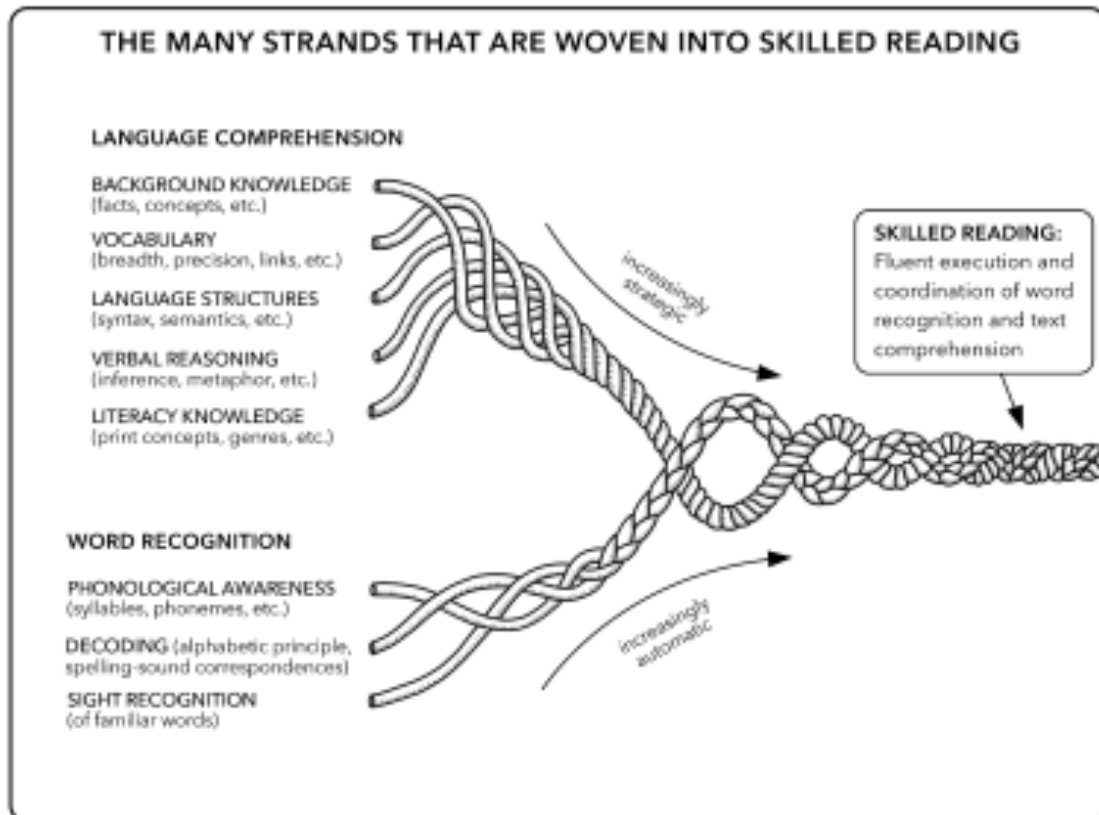 THE MANY STRANDS THAT ARE WOVEN INTO SKILLED READING
LANGUAGE COMPREHENSION
BACKGROUND KNOWLEDGE
(facts, concepts, etc.)
VOCABULARY
(breadth, precision, links, etc.)
LANGUAGE STRUCTURES
(syntax, semantics, etc.)
VERBAL REASONING
(inference, metaphor, etc.)
LITERACY KNOWLEDGE
(print concepts, genres, etc.)
increasingly
strategic
SKILLED READING:
Fluent execution and
coordination of word
recognition and text
comprehension
WORD RECOGNITION
PHONOLOGICAL AWARENESS
(syllables, phonemes, etc.)
DECODING (alphabetic principle,
spelling-sound correspondences)
SIGHT RECOGNITION
(of familiar words)
increasingly
automatic